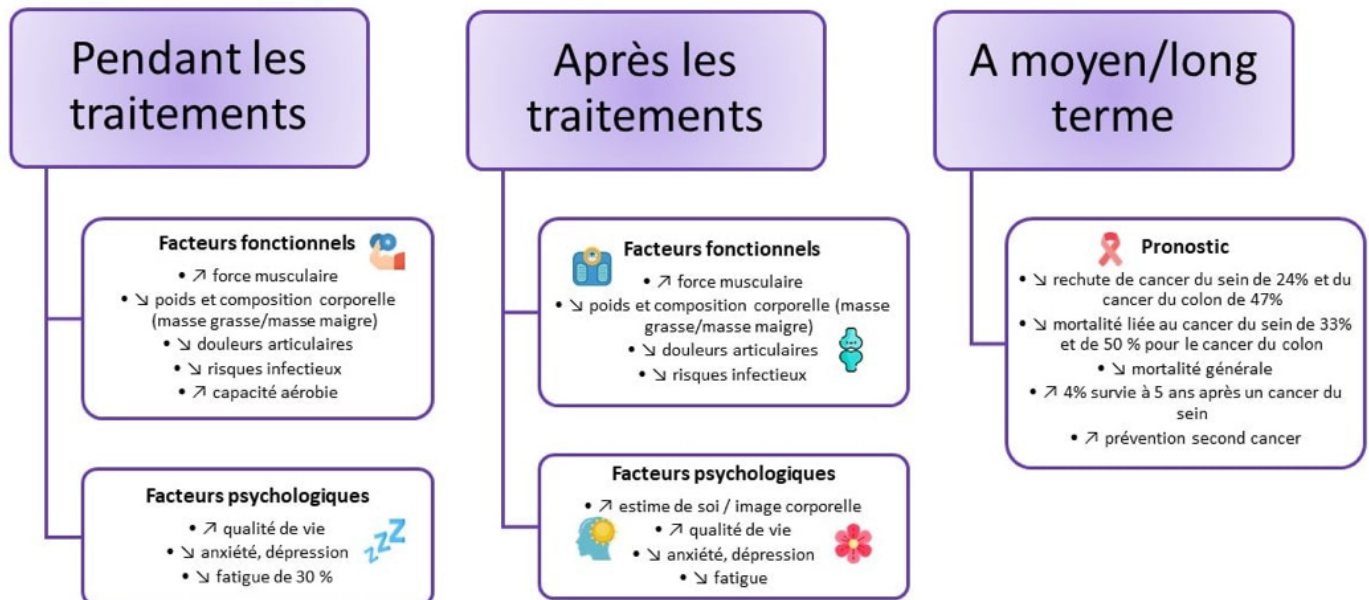 Pendant les
traitements
Facteurs fonctionnels
• ↗ force musculaire
• ↘ poids et composition corporelle
(masse grasse/masse maigre)
• ↘ douleurs articulaires
• ↘ risques infectieux
• ↗ capacité aérobie
Facteurs psychologiques
• ↗ qualité de vie
• ↘ anxiété, dépression
• ↘ fatigue de 30 %
zzZ
Après les
traitements
Facteurs fonctionnels
• ↗ force musculaire
• ↘ poids et composition corporelle (masse
grasse/masse maigre)
• ↘ douleurs articulaires
• ↘ risques infectieux
Facteurs psychologiques
• ↗ estime de soi / image corporelle
• ↗ qualité de vie
• ↘ anxiété, dépression
• ↘ fatigue
A moyen/long
terme
Pronostic
• ↘ rechute de cancer du sein de 24% et du
cancer du colon de 47%
• ↘ mortalité liée au cancer du sein de 33%
et de 50 % pour le cancer du colon
• ↘ mortalité générale
• ↗ 4% survie à 5 ans après un cancer du
sein
• ↗ prévention second cancer